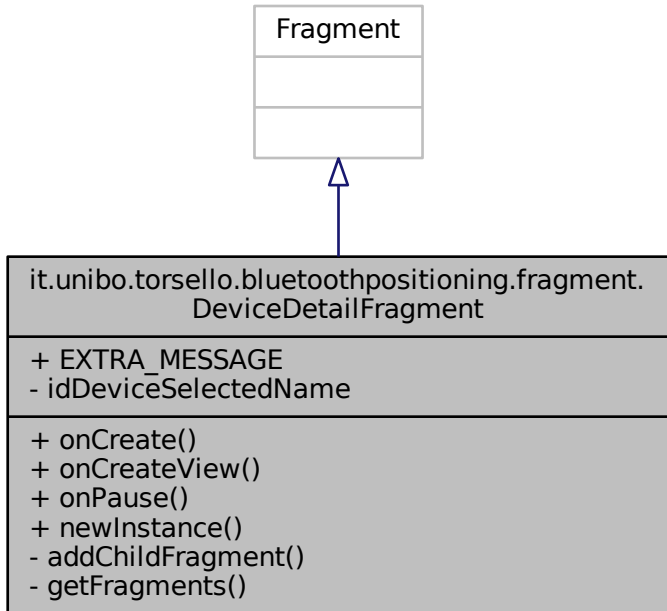 Fragment
it.unibo.torsello.bluetoothpositioning.fragment.
DeviceDetailFragment
+ EXTRA_MESSAGE
- idDeviceSelectedName
+ onCreate()
+ onCreateView()
+ onPause()
+ newInstance()
- addChildFragment()
- getFragments()